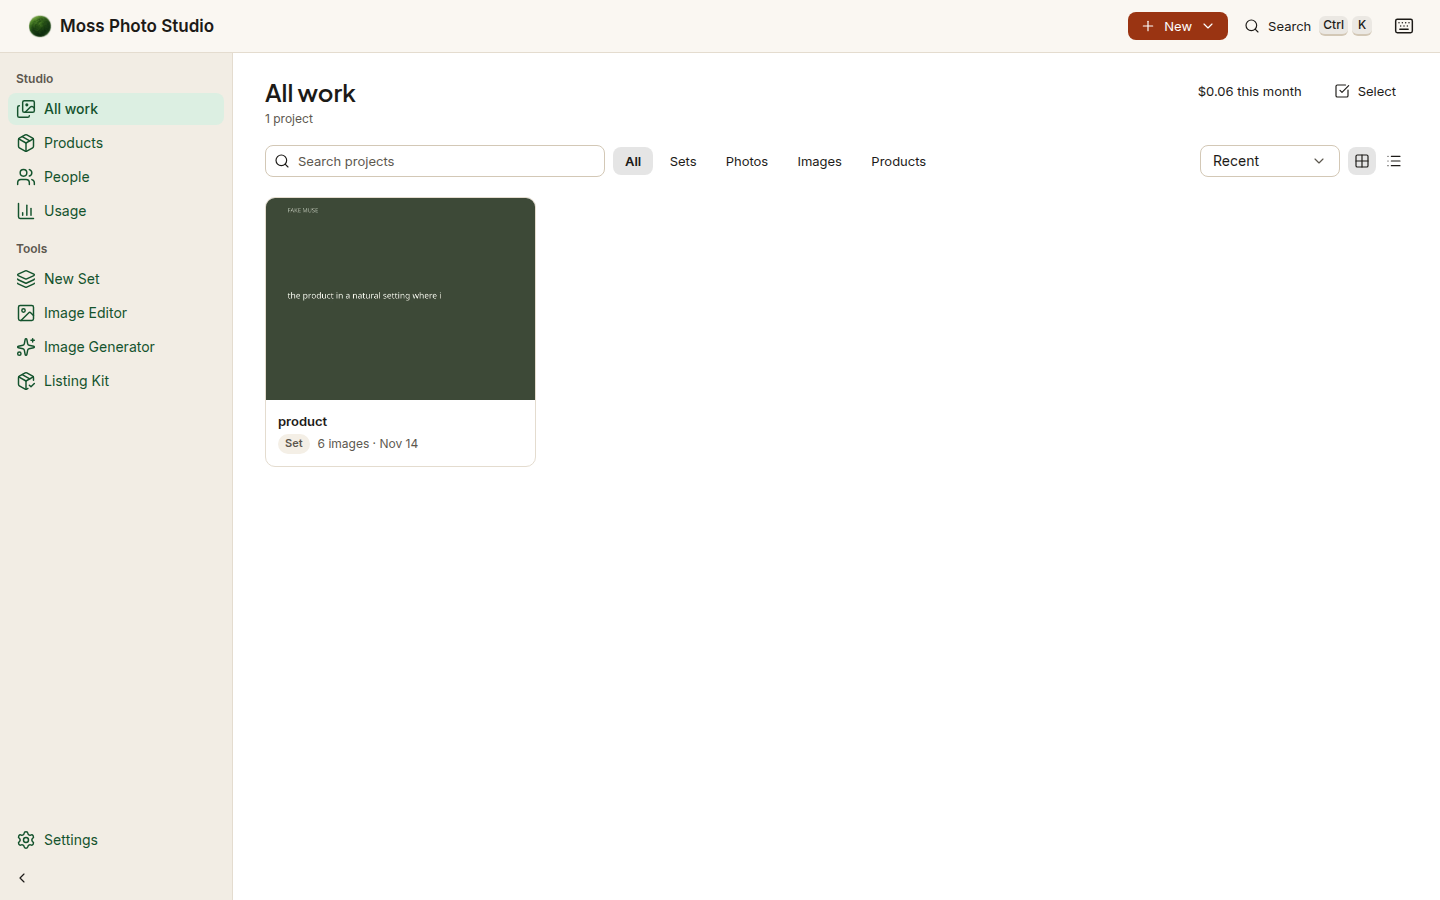 Moss Photo Studio
New
Search Ctrl K
Studio
All work
Products
People
Usage
Tools
New Set
Image Editor
Image Generator
Listing Kit
Settings
All work
1 project
$0.06 this month
Select
Search projects
All
Sets
Photos
Images
Products
Recent
FAKE MUSE
the product in a natural setting where i
product
Set
6 images · Nov 14